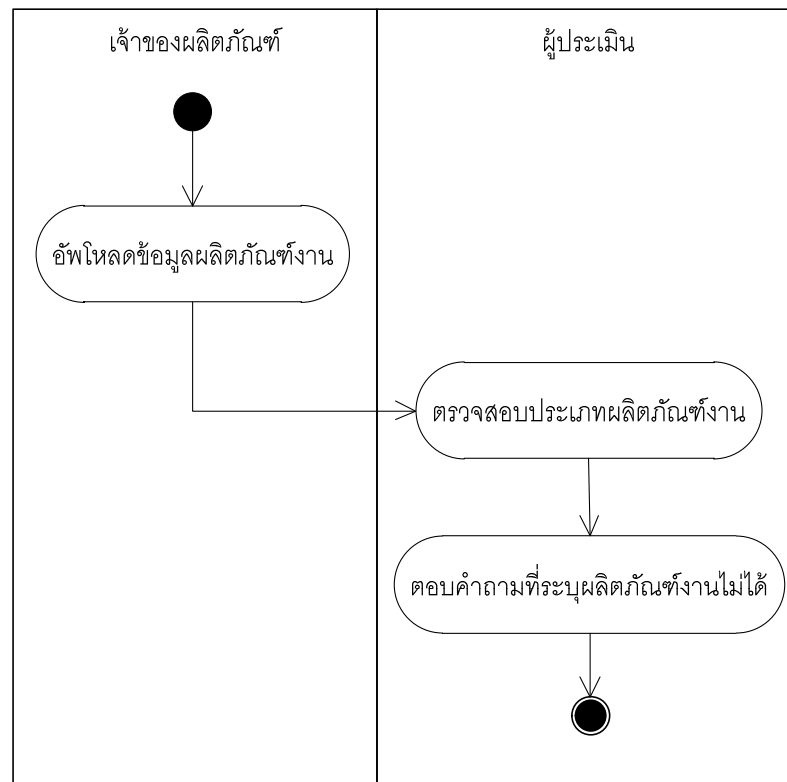 เจ้าของผลิตภัณฑ์
ผู้ประเมิน
อัพโหลดข้อมูลผลิตภัณฑ์งาน
ตรวจสอบประเภทผลิตภัณฑ์งาน
ตอบคำถามที่ระบุผลิตภัณฑ์งานไม่ได้